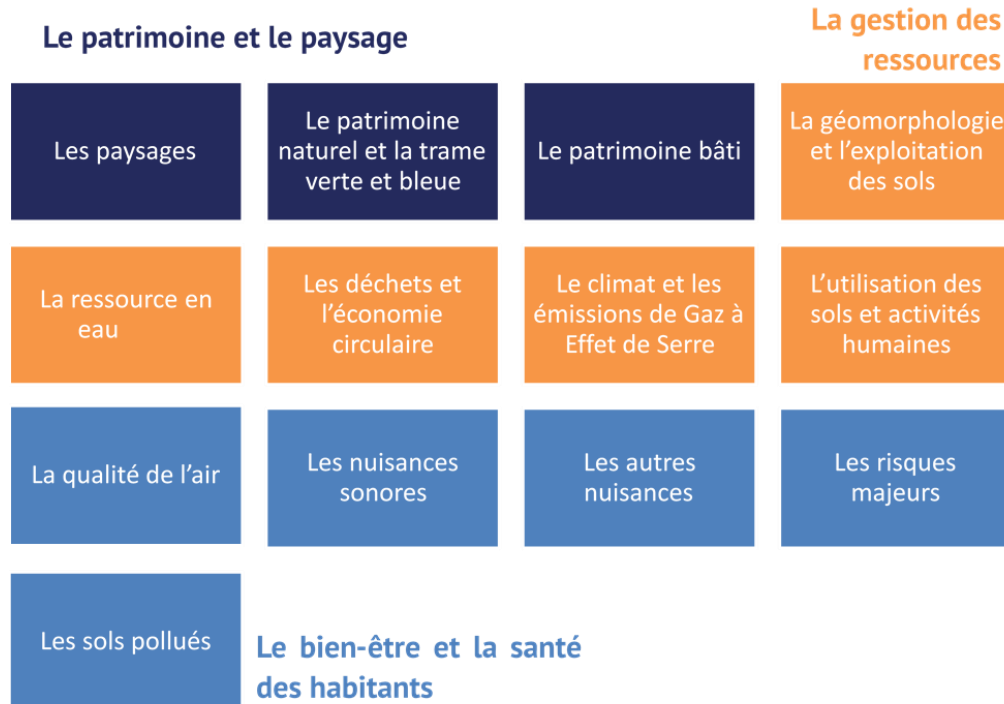 Le patrimoine et le paysage
La gestion des
ressources
Les paysages
Le patrimoine
naturel et la trame
verte et bleue
Le patrimoine bâti
La géomorphologie
et l’exploitation
des sols
La ressource en
eau
Les déchets et
l’économie
circulaire
Le climat et les
émissions de Gaz à
Effet de Serre
L’utilisation des
sols et activités
humaines
La qualité de l’air
Les nuisances
sonores
Les autres
nuisances
Les risques
majeurs
Les sols pollués
Le bien-être et la santé
des habitants